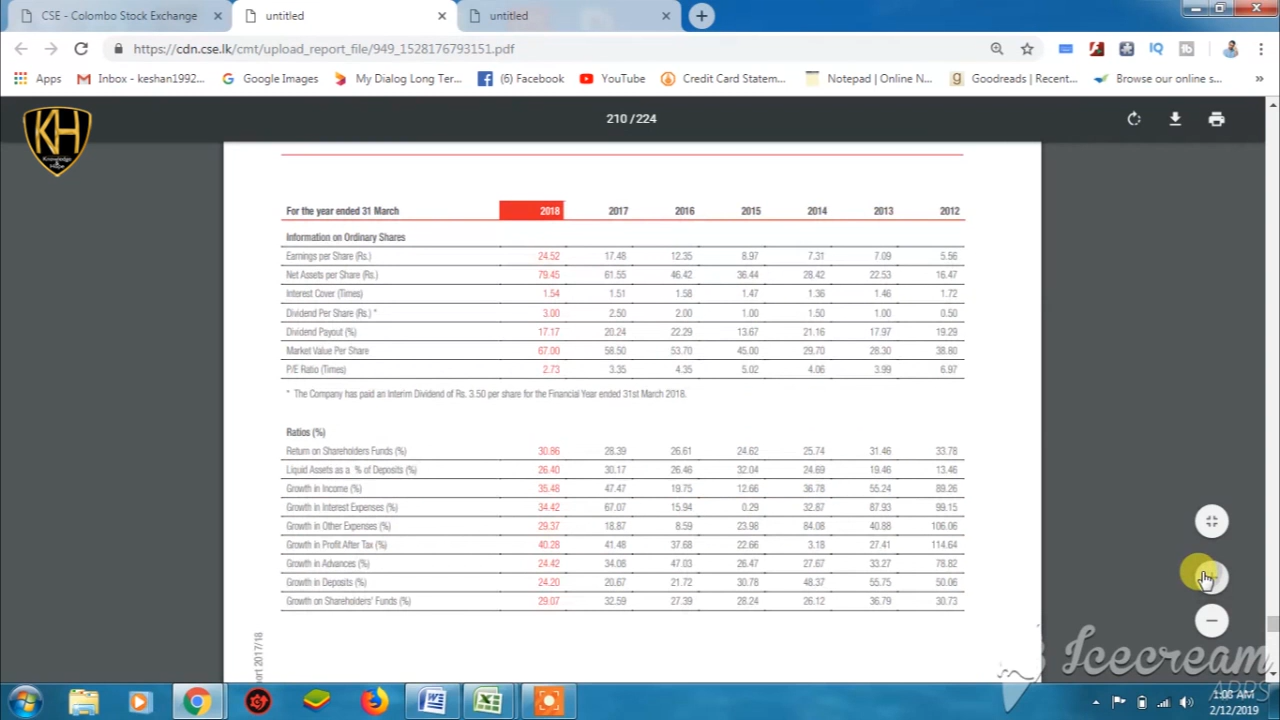 CSE - Colombo Stock Exchange
untitled
untitled
https://cdn.cse.lk/cmt/upload_report_file/949_1528176793151.pdf
Apps
Inbox - keshan1992...
Google Images
My Dialog Long Ter...
(6) Facebook
YouTube
Credit Card Statem...
Notepad | Online N...
Goodreads | Recent...
Browse our online s...
KH
Knowledge
Hope
210 / 224
For the year ended 31 March 2018 2017 2016 2015 2014 2013 2012
Information on Ordinary Shares
Earnings per Share (Rs.) 24.52 17.48 12.35 8.97 7.31 7.09 5.56
Net Assets per Share (Rs.) 79.45 61.55 46.42 36.44 28.42 22.53 16.47
Interest Cover (Times) 1.54 1.51 1.58 1.47 1.36 1.46 1.72
Dividend Per Share (Rs.) * 3.00 2.50 2.00 1.00 1.50 1.00 0.50
Dividend Payout (%) 17.17 20.24 22.29 13.67 21.16 17.97 19.29
Market Value Per Share 67.00 58.50 53.70 45.00 29.70 28.30 38.80
P/E Ratio (Times) 2.73 3.35 4.35 5.02 4.06 3.99 6.97
* The Company has paid an Interim Dividend of Rs. 3.50 per share for the Financial Year ended 31st March 2018.
Ratios (%)
Return on Shareholders Funds (%) 30.86 28.39 26.61 24.62 25.74 31.46 33.78
Liquid Assets as a % of Deposits (%) 26.40 30.17 26.46 32.04 24.69 19.46 13.46
Growth in Income (%) 35.48 47.47 19.75 12.66 36.78 55.24 89.26
Growth in Interest Expenses (%) 34.42 67.07 15.94 0.29 32.87 87.93 99.15
Growth in Other Expenses (%) 29.37 18.87 8.59 23.98 84.08 40.88 106.06
Growth in Profit After Tax (%) 40.28 41.48 37.68 22.66 3.18 27.41 114.64
Growth in Advances (%) 24.42 34.08 47.03 26.47 27.67 33.27 78.82
Growth in Deposits (%) 24.20 20.67 21.72 30.78 48.37 55.75 50.06
Growth on Shareholders' Funds (%) 29.07 32.59 27.39 28.24 26.12 36.79 30.73
ort 2017/18
Icecream
APPS
1:08 AM
2/12/2019